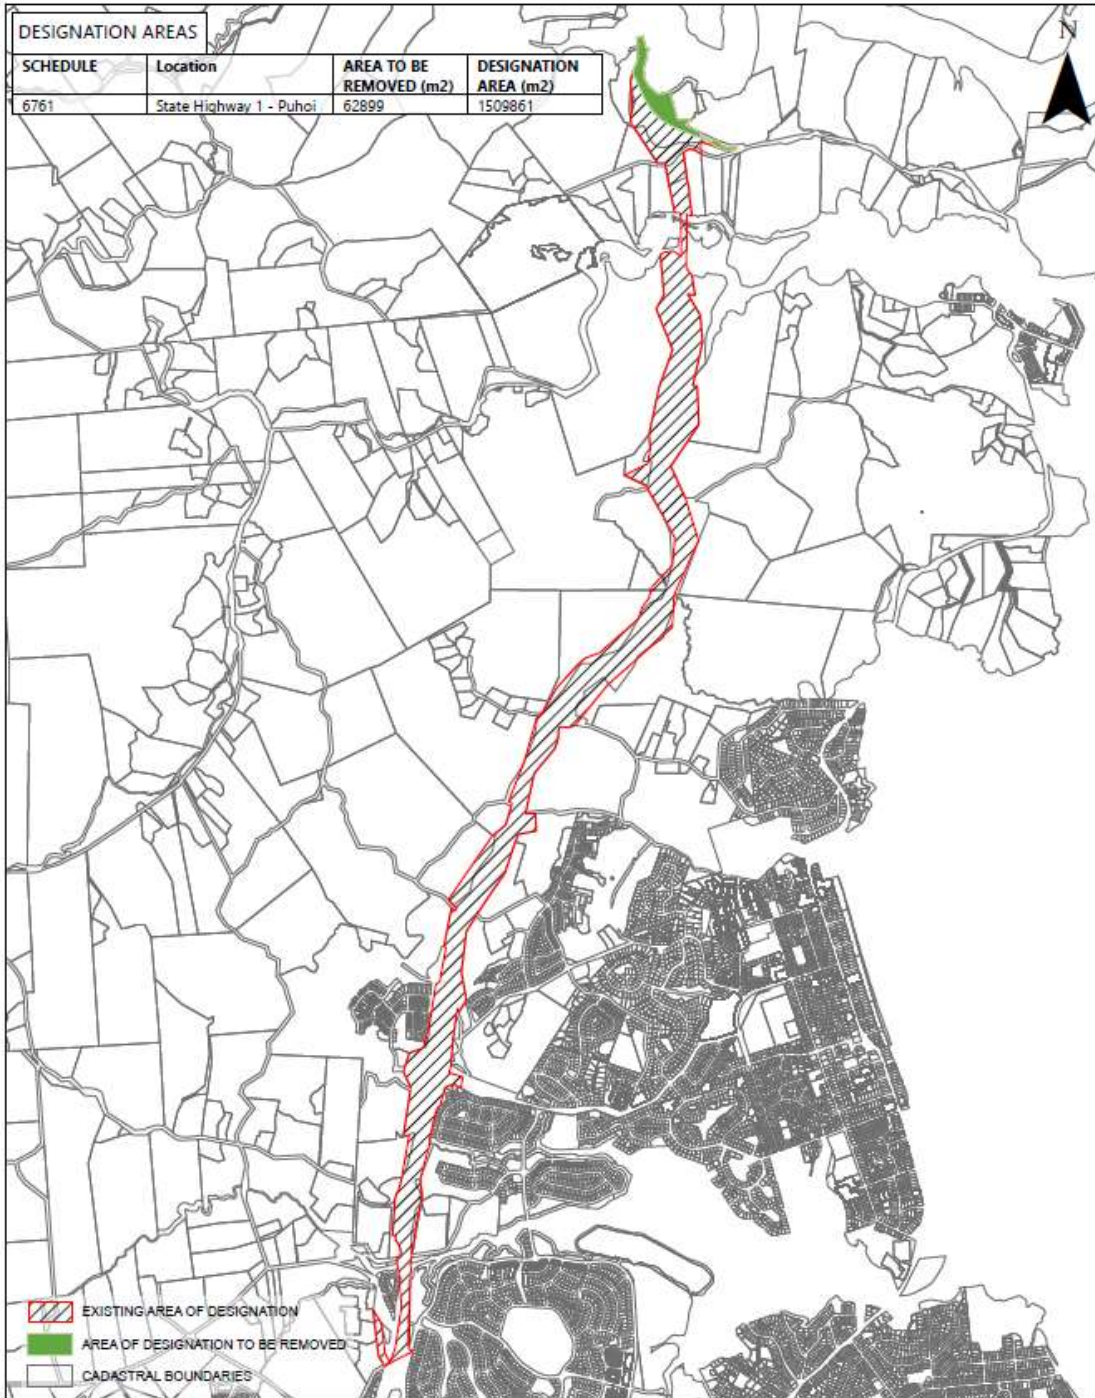 DESIGNATION AREAS
N
SCHEDULE Location AREA TO BE REMOVED (m2) DESIGNATION AREA (m2)
6761 State Highway 1 - Puhoi 62899 1509861
EXISTING AREA OF DESIGNATION
AREA OF DESIGNATION TO BE REMOVED
CADASTRAL BOUNDARIES